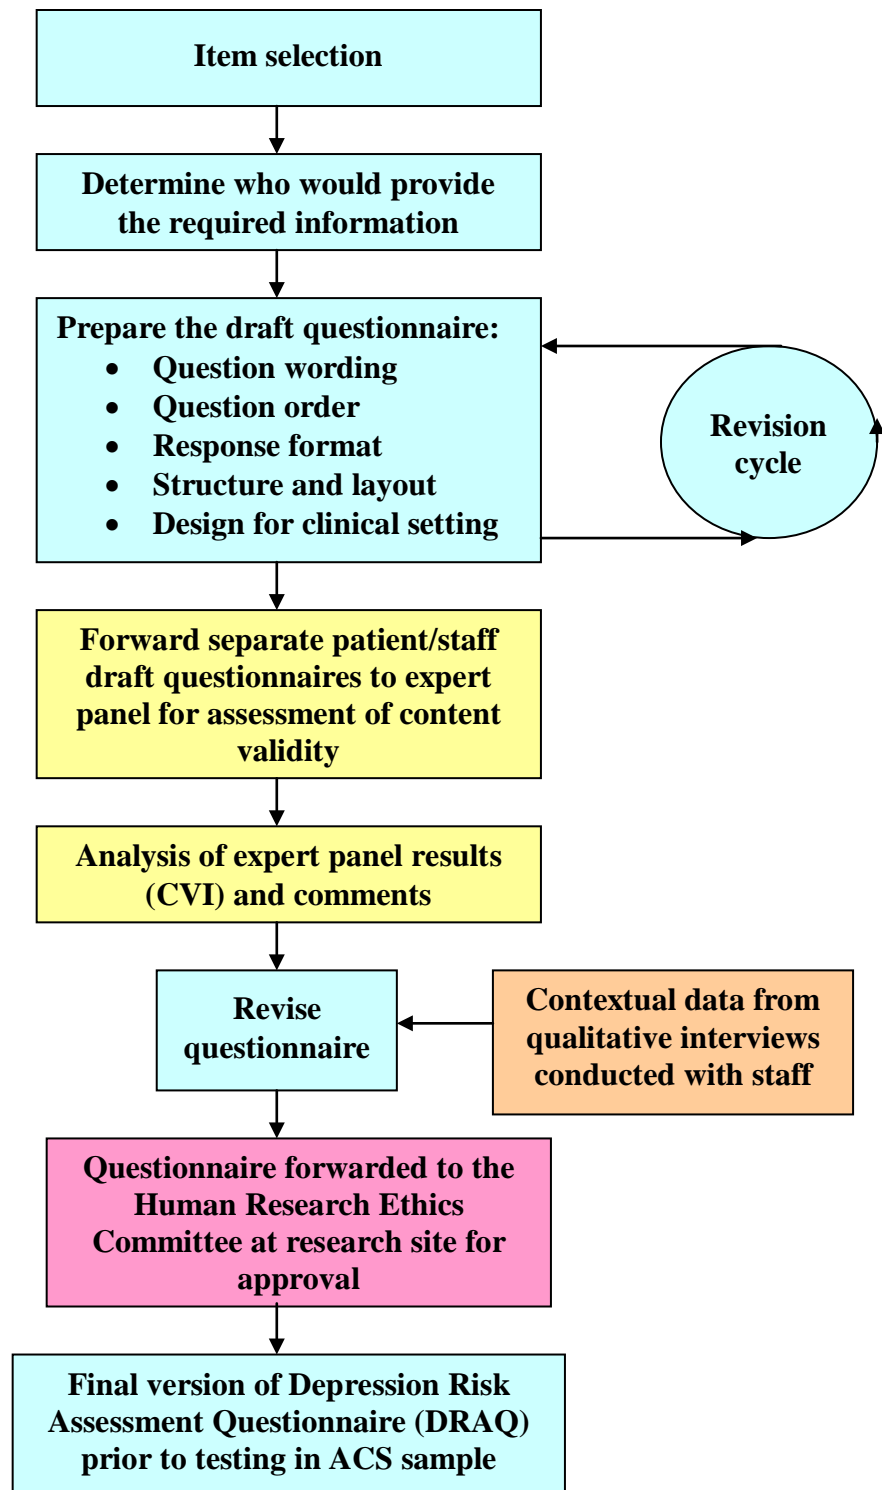 Item selection
Determine who would provide
the required information
Prepare the draft questionnaire:
• Question wording
• Question order
• Response format
• Structure and layout
• Design for clinical setting
Revision
cycle
Forward separate patient/staff
draft questionnaires to expert
panel for assessment of content
validity
Analysis of expert panel results
(CVI) and comments
Revise
questionnaire
Contextual data from
qualitative interviews
conducted with staff
Questionnaire forwarded to the
Human Research Ethics
Committee at research site for
approval
Final version of Depression Risk
Assessment Questionnaire (DRAQ)
prior to testing in ACS sample